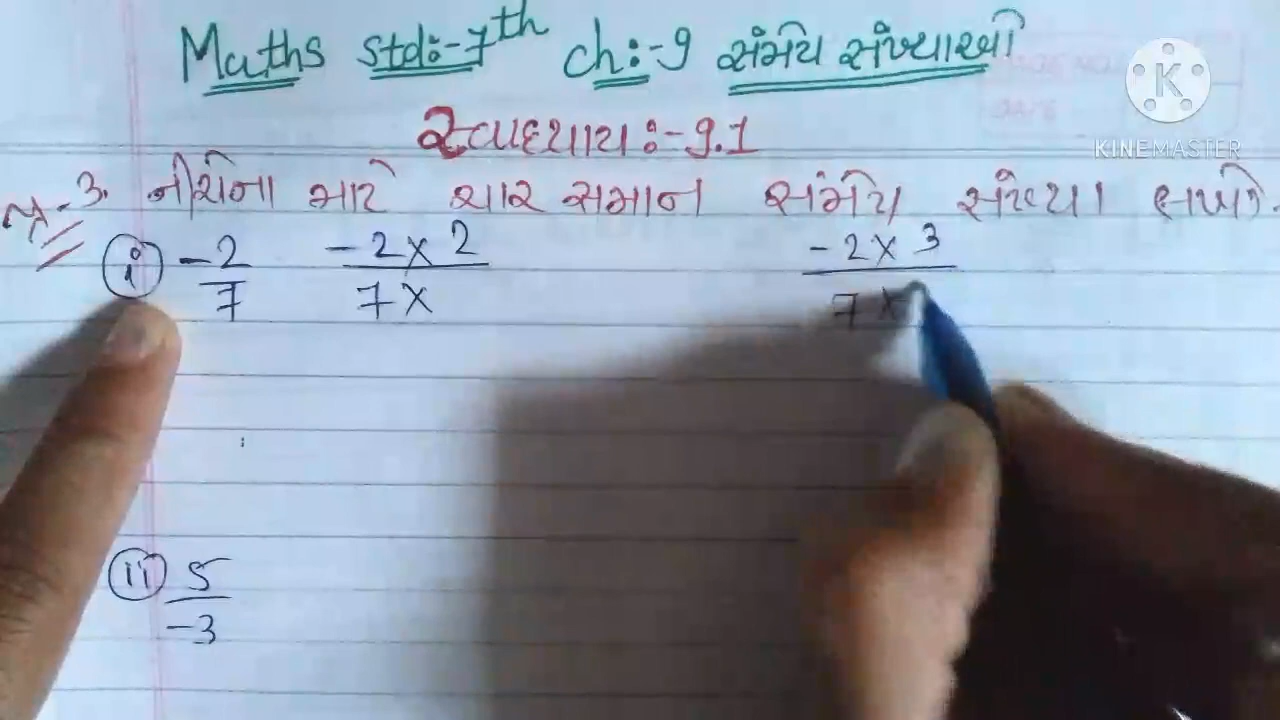 Maths std:-7th ch:-9 સંમેય સંખ્યાઓ
KINEMASTER
સ્વાધ્યાય:-9.1
પ્ર-3. નીચેના માટે ચાર સમાન સંમેય સંખ્યા લખો.
(i) -2/7 -2×2/7× -2×3/7×
(ii) 5/-3